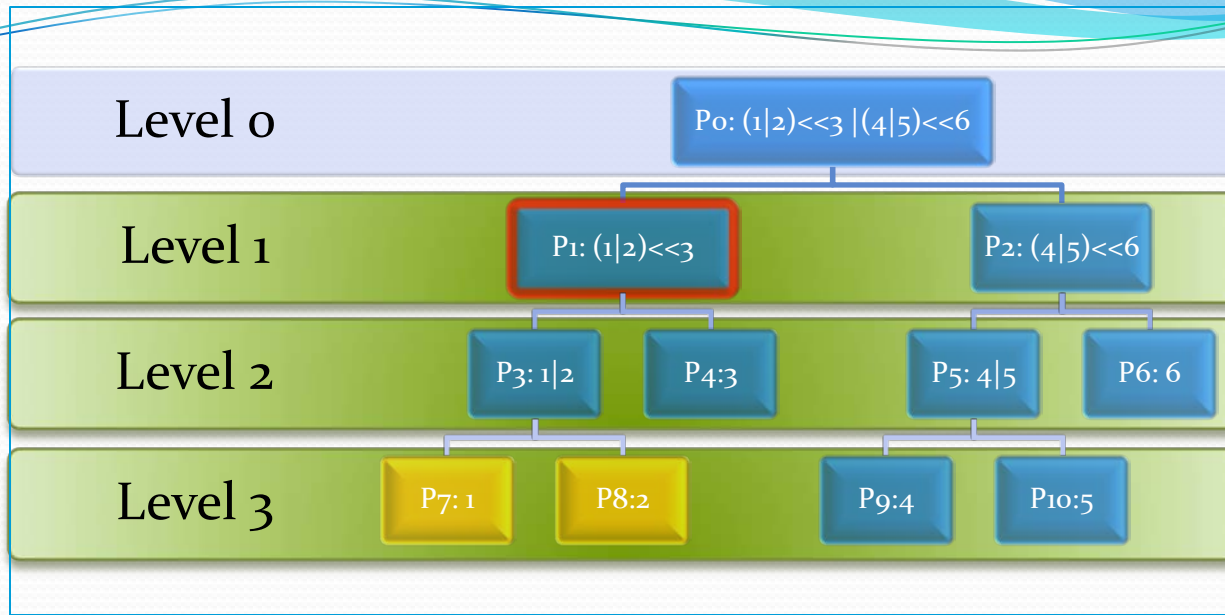 Level 0
P0: (1|2)<<3 |(4|5)<<6
Level 1
P1: (1|2)<<3
P2: (4|5)<<6
Level 2
P3: 1|2
P4:3
P5: 4|5
P6: 6
Level 3
P7: 1
P8:2
P9:4
P10:5